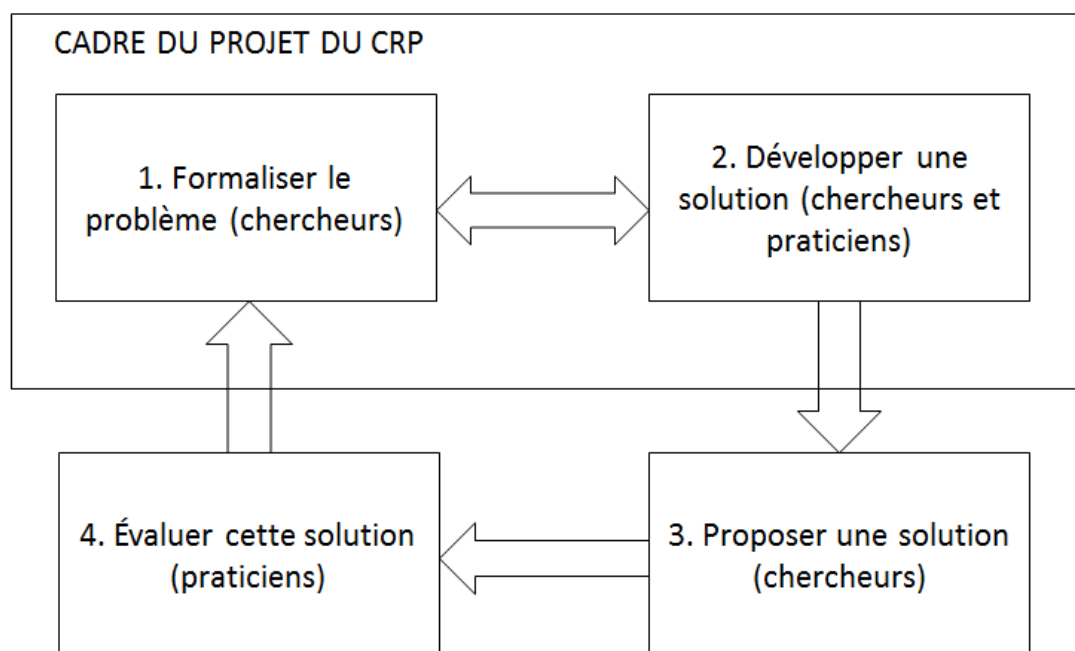 CADRE DU PROJET DU CRP
1. Formaliser le
problème (chercheurs)
2. Développer une
solution (chercheurs et
praticiens)
3. Proposer une solution
(chercheurs)
4. Évaluer cette solution
(praticiens)